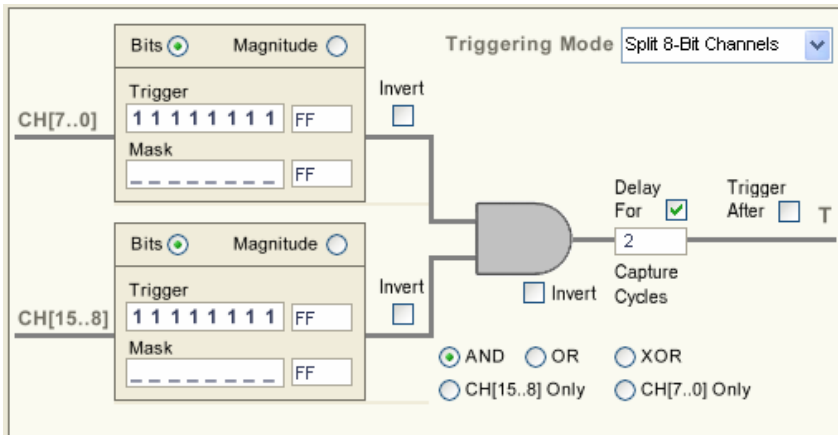 Bits Magnitude
Triggering Mode Split 8-Bit Channels
Trigger
CH[7..0]
1 1 1 1 1 1 1 1 FF
Invert
Mask
_ _ _ _ _ _ _ _ FF
Bits Magnitude
Trigger
CH[15..8]
1 1 1 1 1 1 1 1 FF
Invert
Mask
_ _ _ _ _ _ _ _ FF
Invert
Delay
For
2
Capture
Cycles
Trigger
After
T
AND OR XOR
CH[15..8] Only CH[7..0] Only